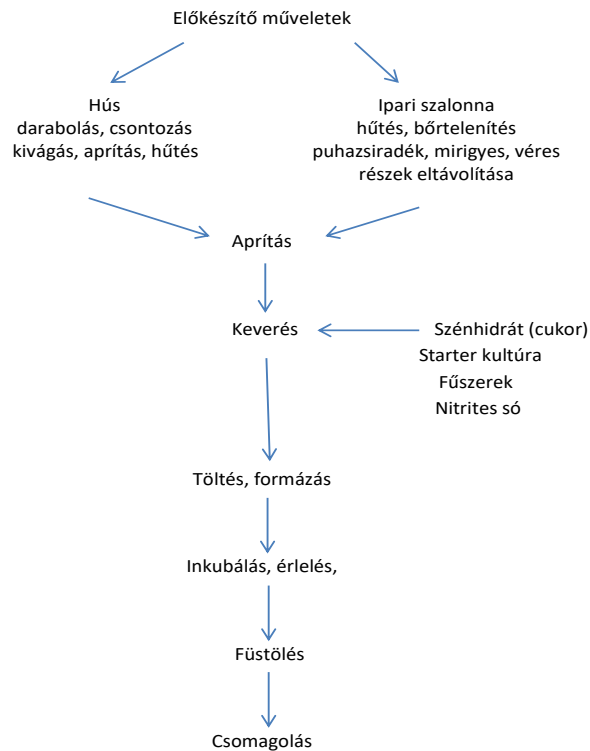 Előkészítő műveletek
Hús
darabolás, csontozás
kivágás, aprítás, hűtés
Ipari szalonna
hűtés, bőrtelenítés
puhazsiradék, mirigyes, véres
részek eltávolítása
Aprítás
Keverés
Szénhidrát (cukor)
Starter kultúra
Fűszerek
Nitrites só
Töltés, formázás
Inkubálás, érlelés,
Füstölés
Csomagolás